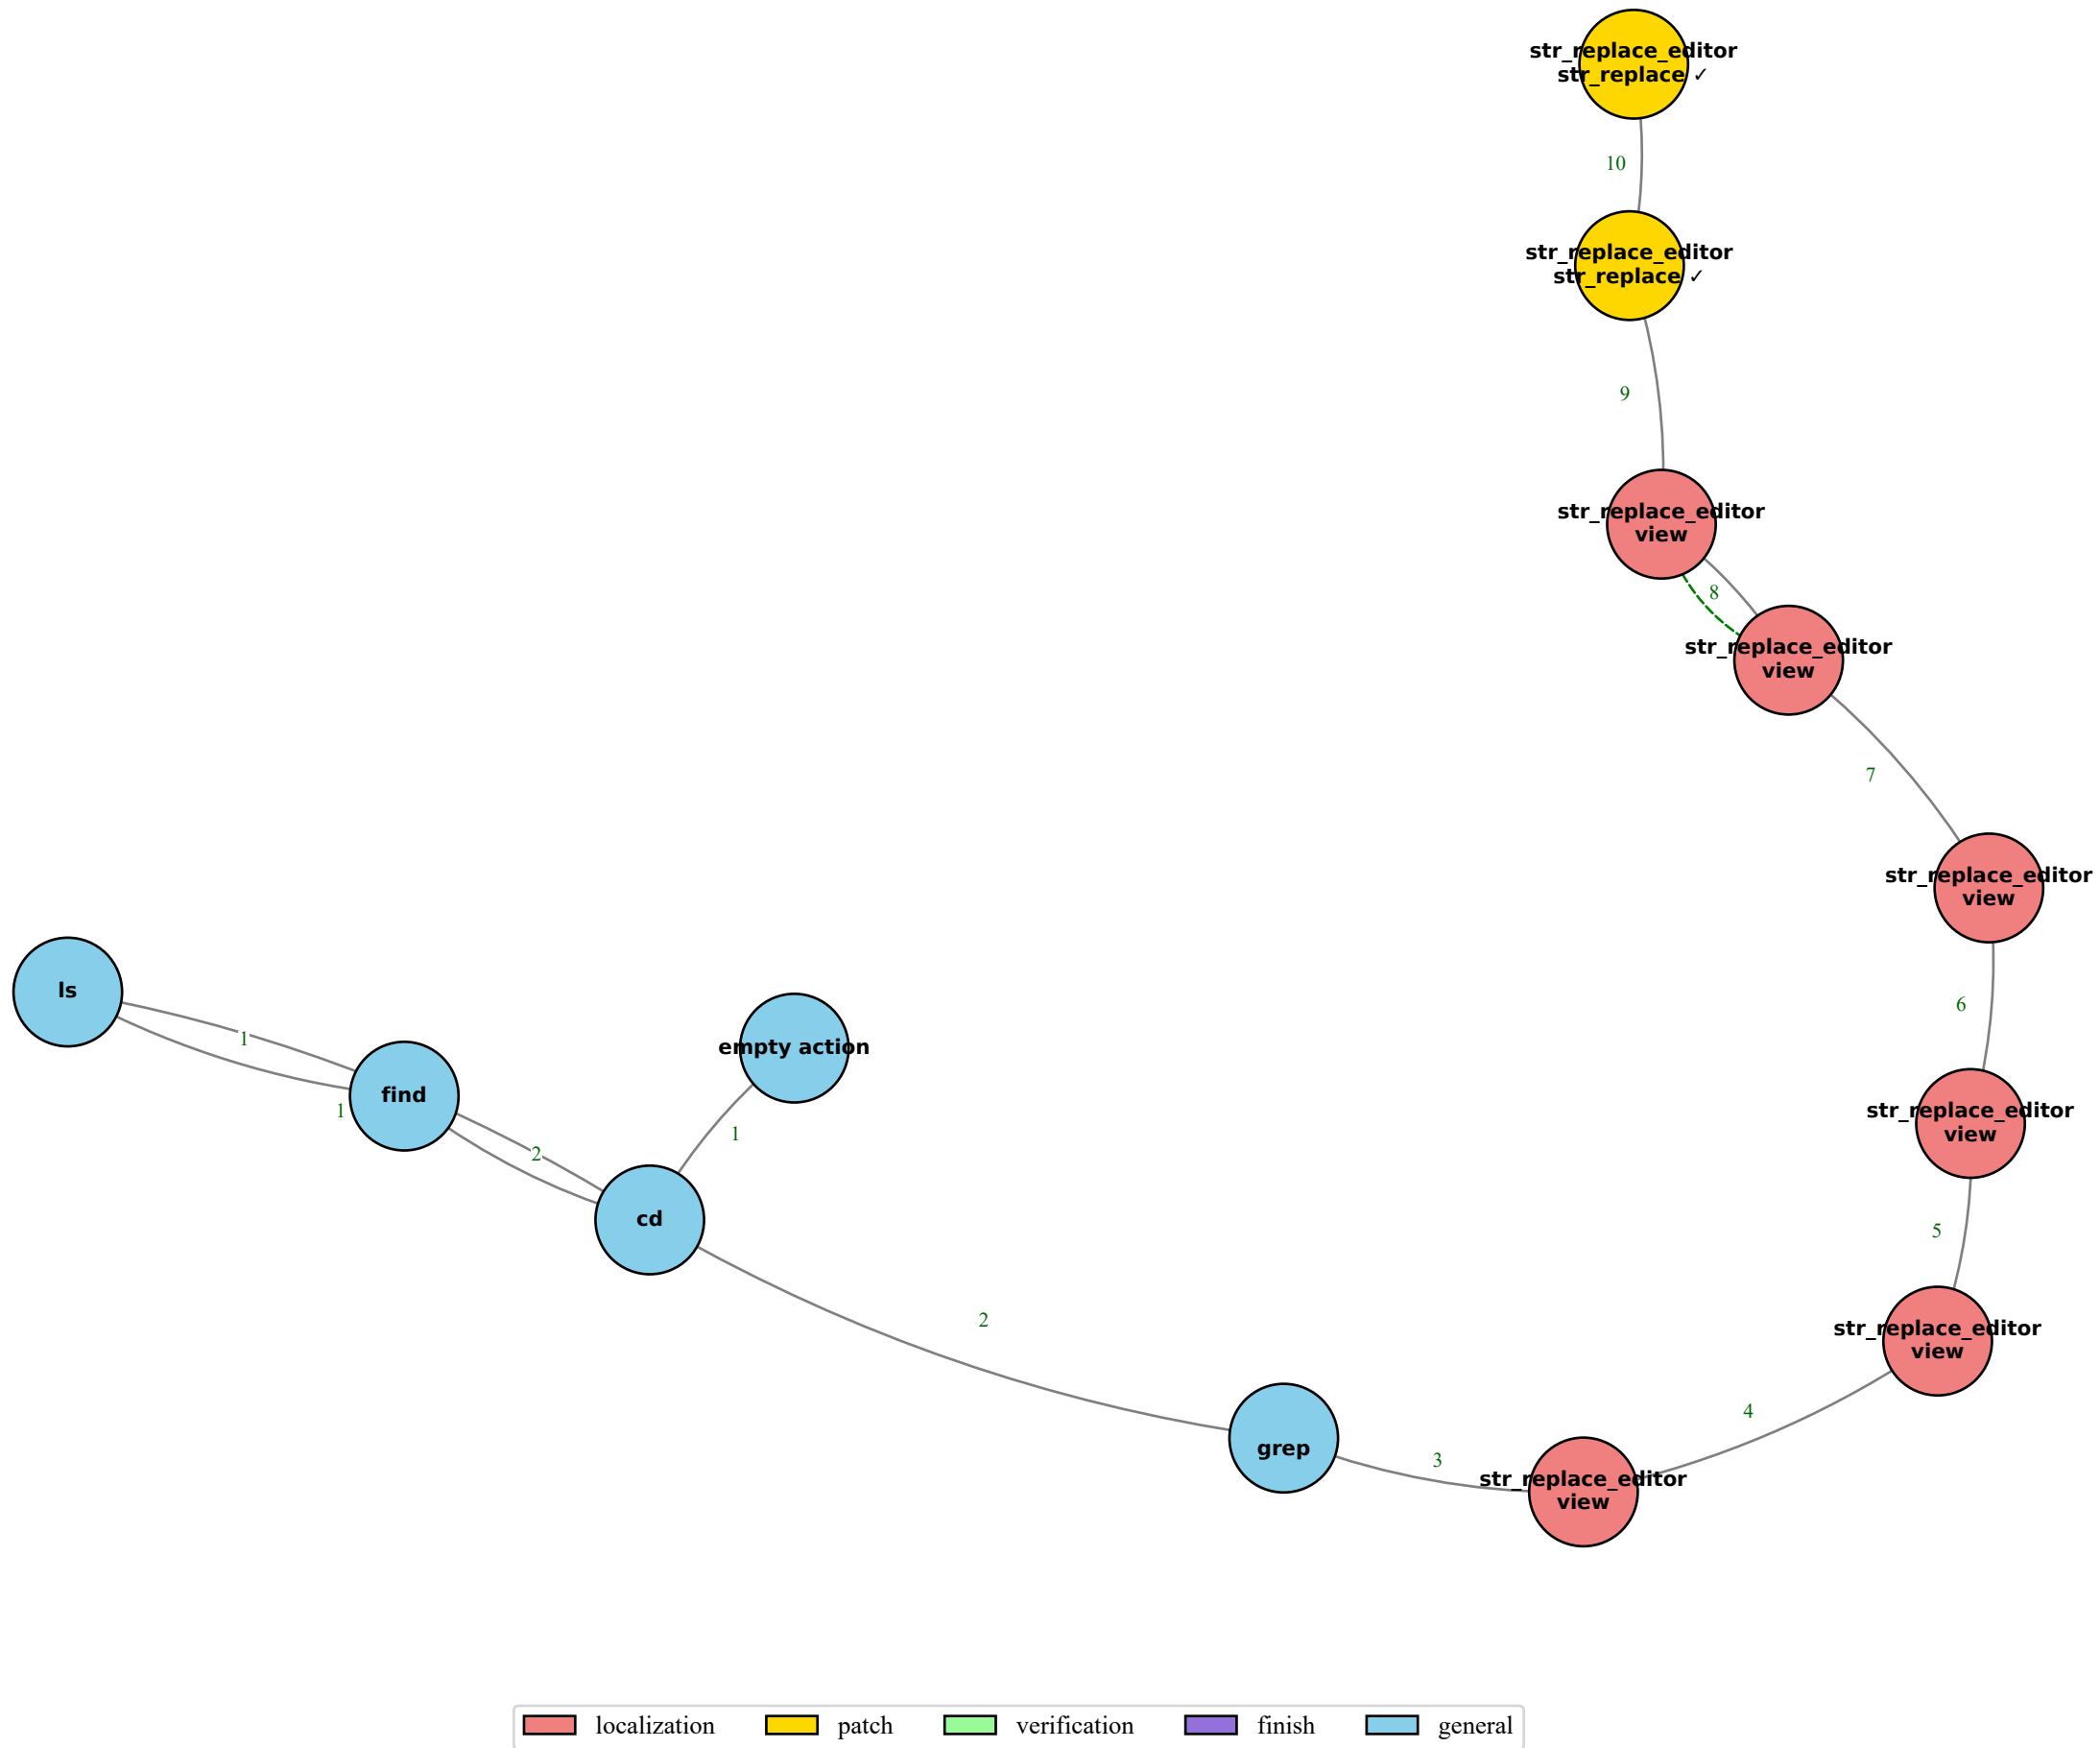 str_replace_editor
str_replace ✓
10
str_replace_editor
str_replace ✓
9
str_replace_editor
view
8
str_replace_editor
view
7
str_replace_editor
view
ls
1
empty action
6
find
1
str_replace_editor
view
1
2
cd
5
2
str_replace_editor
view
4
grep
3
str_replace_editor
view
localization
patch
verification
finish
general